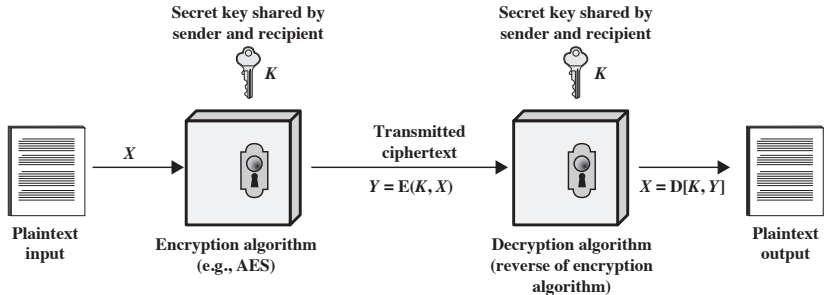 Secret key shared by
sender and recipient
K
Secret key shared by
sender and recipient
K
X
Transmitted
ciphertext
Y = E(K, X)
X = D[K, Y]
Plaintext
input
Encryption algorithm
(e.g., AES)
Decryption algorithm
(reverse of encryption
algorithm)
Plaintext
output